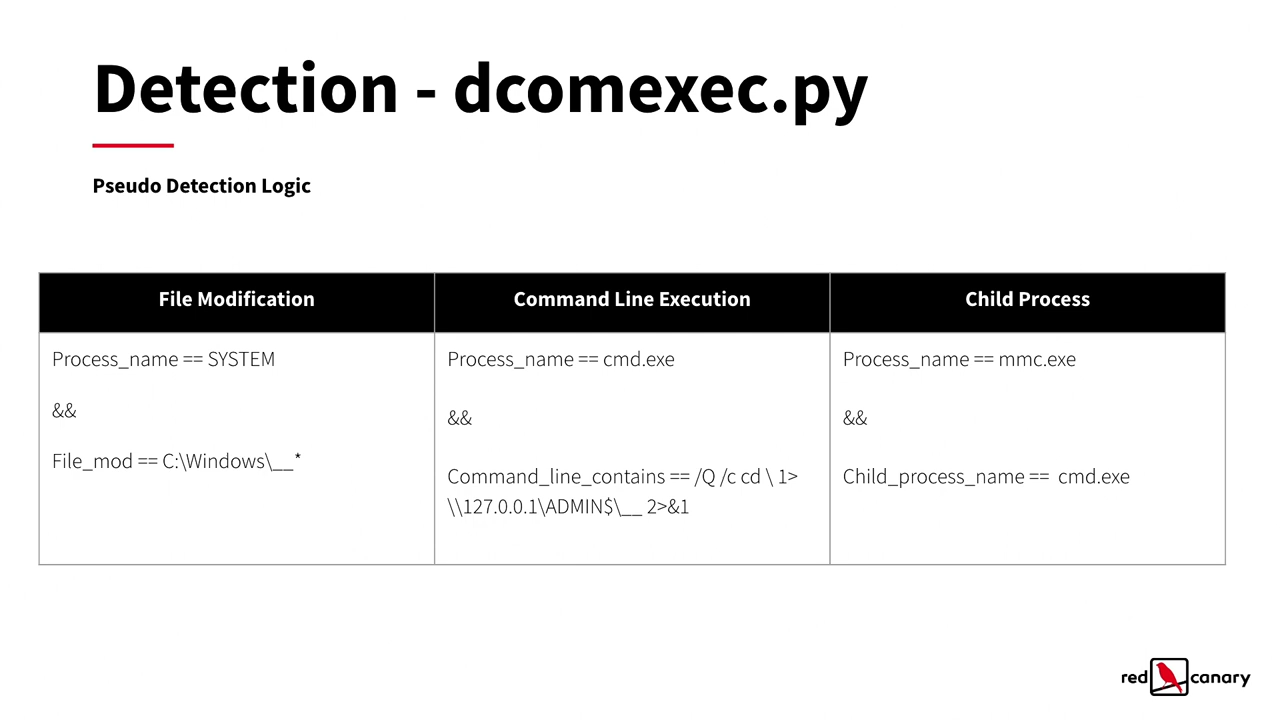 Detection - dcomexec.py
Pseudo Detection Logic
File Modification
Command Line Execution
Child Process
Process_name == SYSTEM
&&
File_mod == C:\Windows\__*
Process_name == cmd.exe
&&
Command_line_contains == /Q /c cd \ 1>
\\127.0.0.1\ADMIN$\__ 2>&1
Process_name == mmc.exe
&&
Child_process_name == cmd.exe
red canary